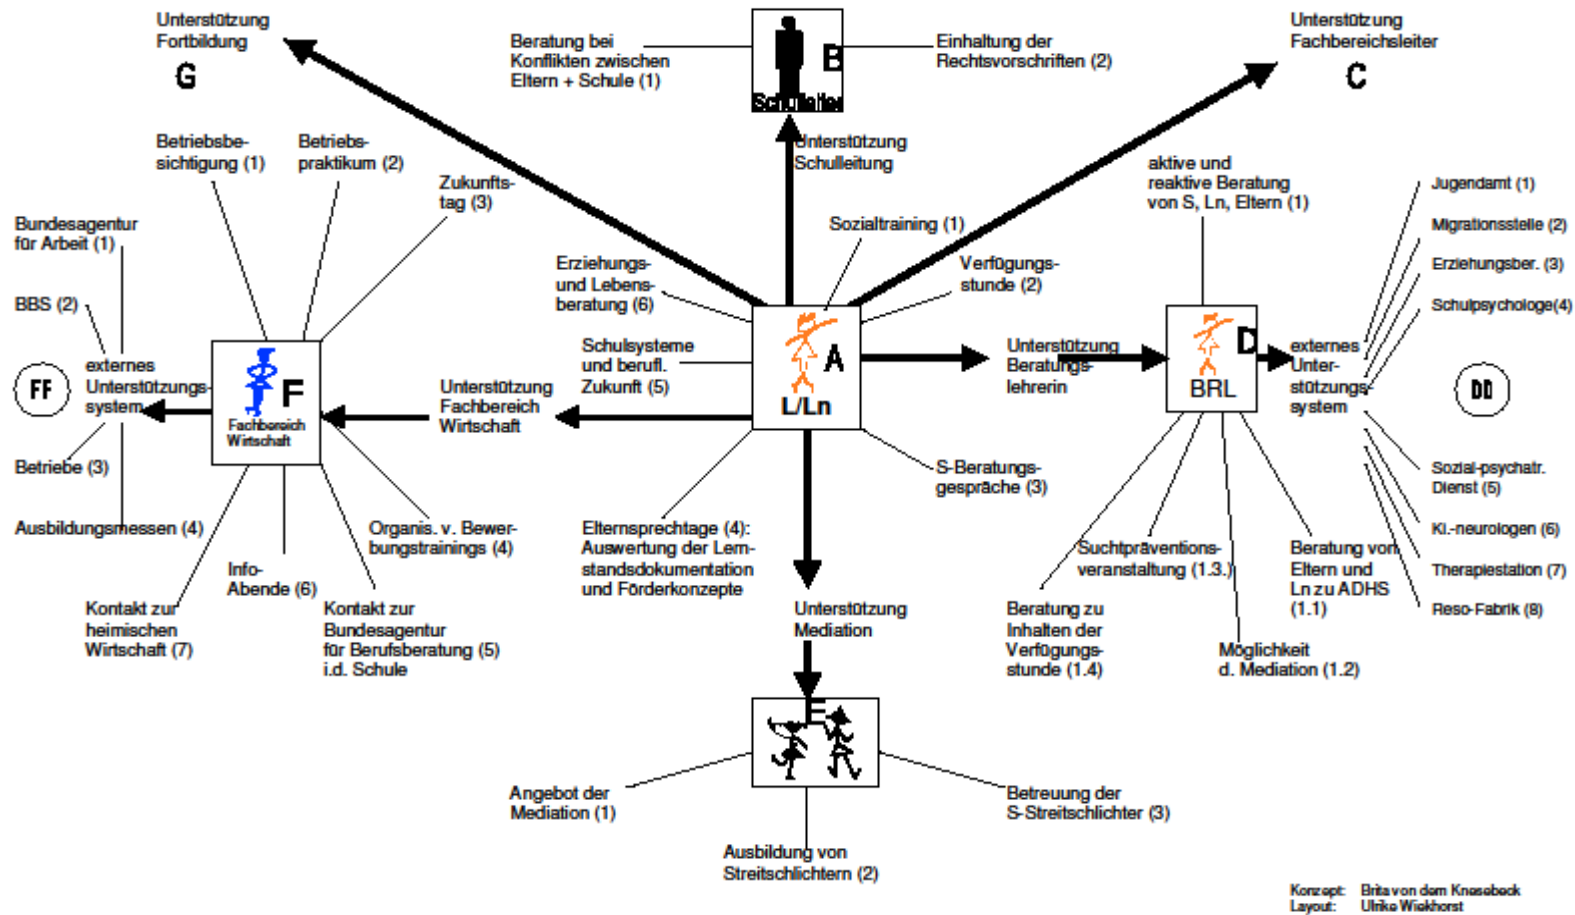 Unterstützung
Fortbildung
G
Beratung bei
Konflikten zwischen
Eltern + Schule (1)
B
Schulleiter
Einhaltung der
Rechtsvorschriften (2)
Unterstützung
Fachbereichsleiter
C
Betriebsbe-
sichtigung (1)
Betriebs-
praktikum (2)
Zukunfts-
tag (3)
Unterstützung
Schulleitung
aktive und
reaktive Beratung
von S, Ln, Eltern (1)
Jugendamt (1)
Migrationsstelle (2)
Erziehungsber. (3)
Schulpsychologe(4)
Bundesagentur
für Arbeit (1)
BBS (2)
Sozialtraining (1)
Erziehungs-
und Lebens-
beratung (6)
Verfügungs-
stunde (2)
Schulsysteme
und berufl.
Zukunft (5)
A
L/Ln
Unterstützung
Beratungs-
lehrerin
D
BRL
externes
Unter-
stützungs-
system
DD
FF
externes
Unterstützungs-
system
F
Fachbereich
Wirtschaft
Unterstützung
Fachbereich
Wirtschaft
Betriebe (3)
Ausbildungsmessen (4)
S-Beratungs-
gespräche (3)
Sozial-psychatr.
Dienst (5)
Ki.-neurologen (6)
Therapiestation (7)
Reso-Fabrik (8)
Organis. v. Bewer-
bungstrainings (4)
Elternsprechtage (4):
Auswertung der Lern-
standsdokumentation
und Förderkonzepte
Suchtpräventions-
veranstaltung (1.3.)
Beratung von
Eltern und
Ln zu ADHS
(1.1)
Info-
Abende (6)
Kontakt zur
heimischen
Wirtschaft (7)
Kontakt zur
Bundesagentur
für Berufsberatung (5)
i.d. Schule
Unterstützung
Mediation
Beratung zu
Inhalten der
Verfügungs-
stunde (1.4)
Möglichkeit
d. Mediation (1.2)
E
Angebot der
Mediation (1)
Betreuung der
S-Streitschlichter (3)
Ausbildung von
Streitschlichtern (2)
Konzept: Brita von dem Knesebeck
Layout: Ulrike Wiekhorst